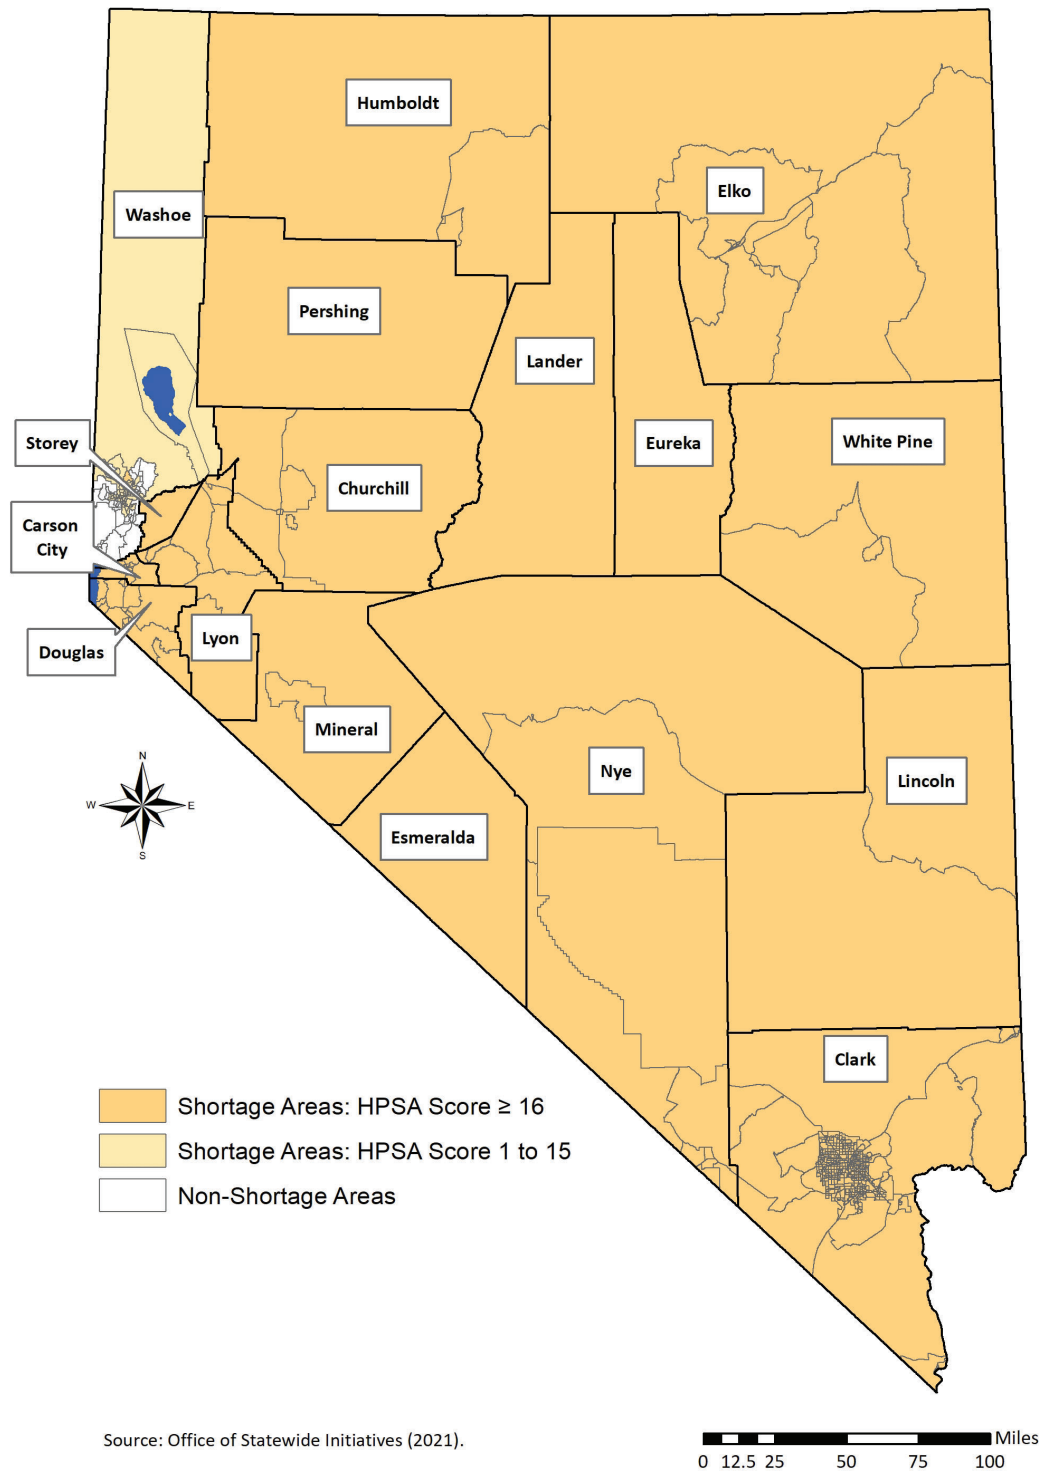 Humboldt
Elko
Washoe
Pershing
Lander
Storey
Eureka
White Pine
Churchill
Carson
City
Lyon
Douglas
Mineral
Nye
Lincoln
N
W
E
S
Esmeralda
Clark
Shortage Areas: HPSA Score ≥ 16
Shortage Areas: HPSA Score 1 to 15
Non-Shortage Areas
Source: Office of Statewide Initiatives (2021).
Miles
0 12.5 25 50 75 100